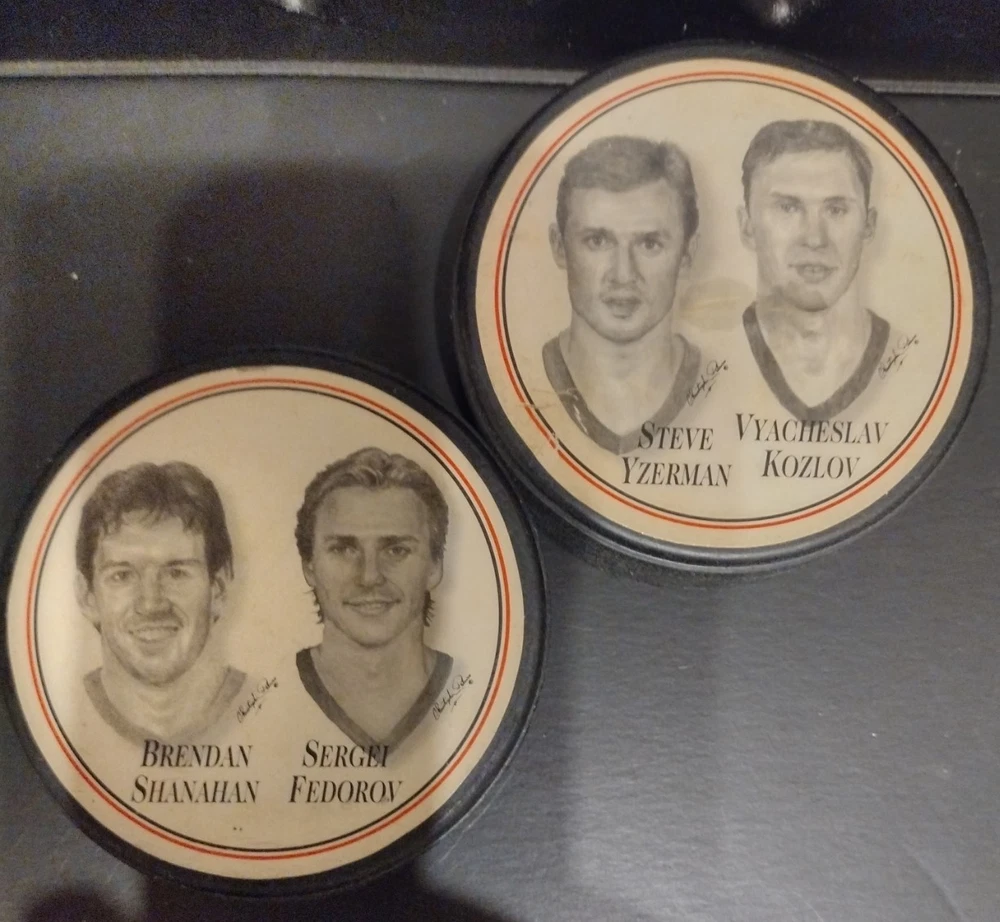 STEVE
YZERMAN
VYACHESLAV
KOZLOV
BRENDAN
SHANAHAN
SERGEI
FEDOROV